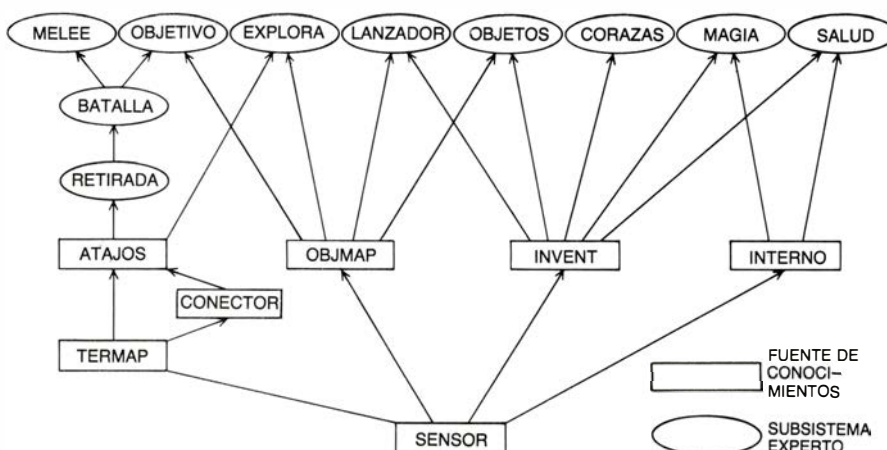 MELEE OBJETIVO EXPLORA LANZADOR OBJETOS CORAZAS MAGIA SALUD
BATALLA
RETIRADA
ATAJOS OBJMAP INVENT INTERNO
CONECTOR
TERMAP
SENSOR
FUENTE DE
CONOCI-
MIENTOS
SUBSISTEMA
EXPERTO